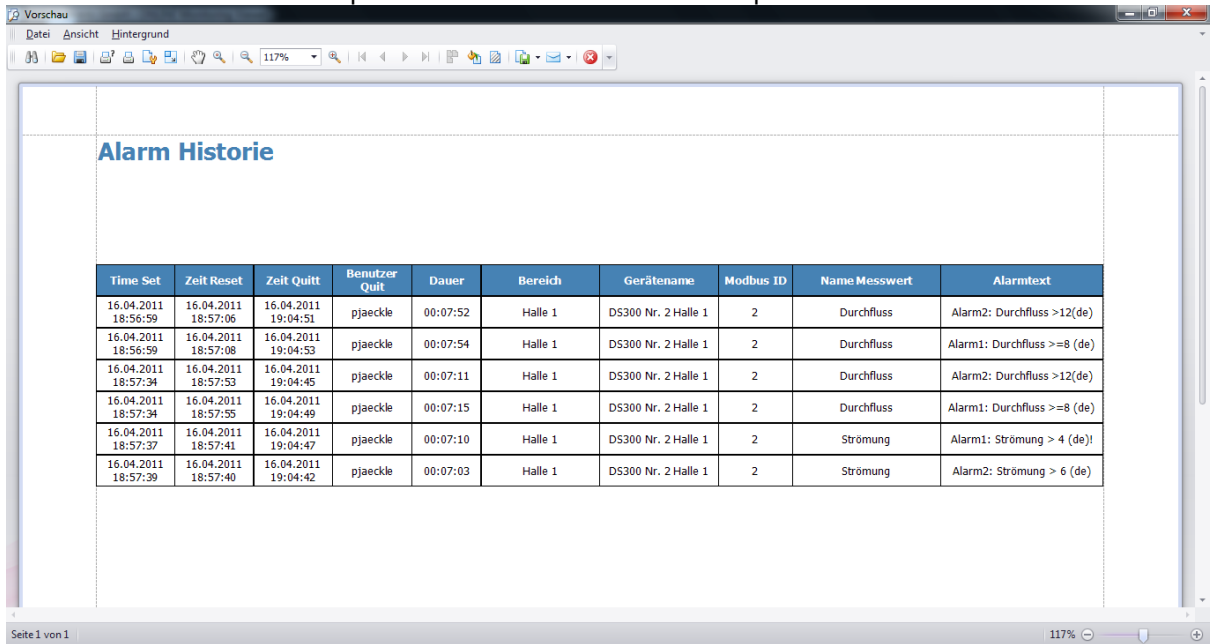 Vorschau
Datei Ansicht Hintergrund
117%
Alarm Historie
Time Set Zeit Reset Zeit Quitt Benutzer Quit Dauer Bereich Gerätename Modbus ID Name Messwert Alarmtext
16.04.2011 18:56:59 16.04.2011 18:57:06 16.04.2011 19:04:51 pjaeckle 00:07:52 Halle 1 DS300 Nr. 2 Halle 1 2 Durchfluss Alarm2: Durchfluss >12(de)
16.04.2011 18:56:59 16.04.2011 18:57:08 16.04.2011 19:04:53 pjaeckle 00:07:54 Halle 1 DS300 Nr. 2 Halle 1 2 Durchfluss Alarm1: Durchfluss >=8 (de)
16.04.2011 18:57:34 16.04.2011 18:57:53 16.04.2011 19:04:45 pjaeckle 00:07:11 Halle 1 DS300 Nr. 2 Halle 1 2 Durchfluss Alarm2: Durchfluss >12(de)
16.04.2011 18:57:34 16.04.2011 18:57:55 16.04.2011 19:04:49 pjaeckle 00:07:15 Halle 1 DS300 Nr. 2 Halle 1 2 Durchfluss Alarm1: Durchfluss >=8 (de)
16.04.2011 18:57:37 16.04.2011 18:57:41 16.04.2011 19:04:47 pjaeckle 00:07:10 Halle 1 DS300 Nr. 2 Halle 1 2 Strömung Alarm1: Strömung > 4 (de)!
16.04.2011 18:57:39 16.04.2011 18:57:40 16.04.2011 19:04:42 pjaeckle 00:07:03 Halle 1 DS300 Nr. 2 Halle 1 2 Strömung Alarm2: Strömung > 6 (de)
Seite 1 von 1 117%